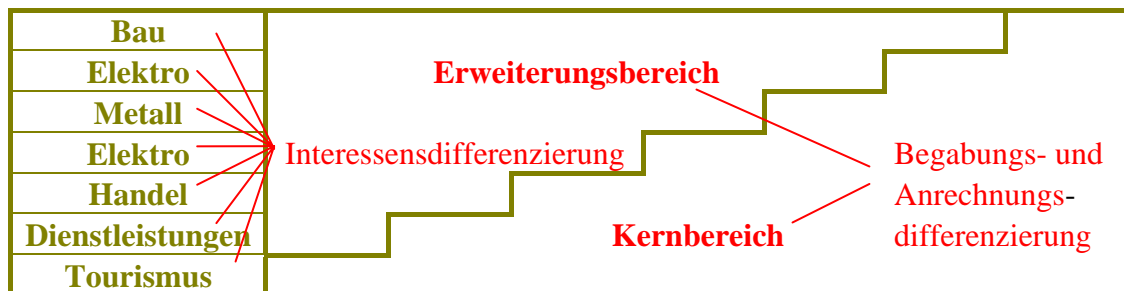 Bau
Elektro
Erweiterungsbereich
Metall
Elektro
Interessensdifferenzierung
Begabungs- und
Handel
Anrechnungs-
Dienstleistungen
Kernbereich
differenzierung
Tourismus